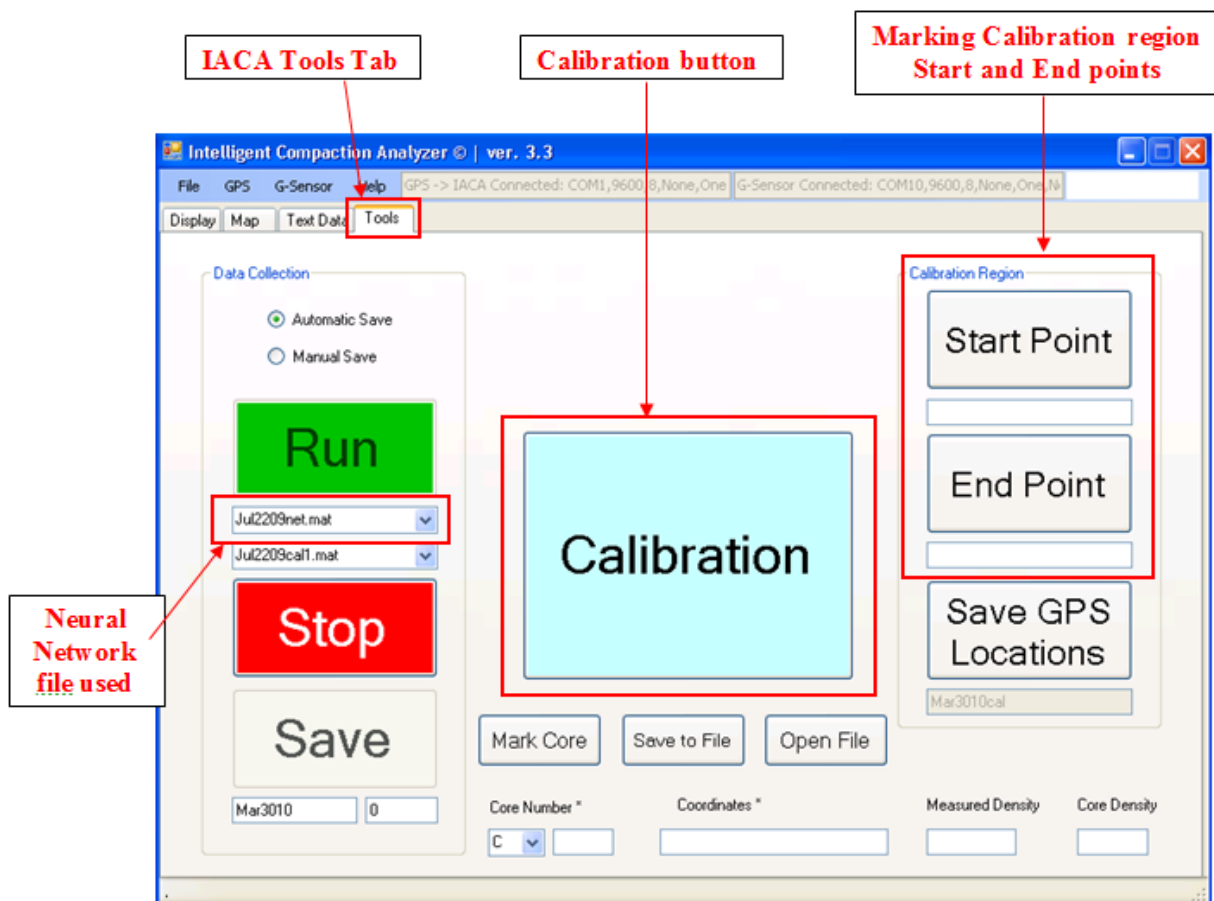 IACA Tools Tab
Calibration button
Marking Calibration region
Start and End points
Intelligent Compaction Analyzer © | ver. 3.3
File GPS G-Sensor Help GPS -> IACA Connected: COM1,9600,8,None,One G-Sensor Connected: COM10,9600,8,None,One,N
Display Map Text Data Tools
Data Collection
Automatic Save
Manual Save
Run
Jul2209net.mat
Jul2209cal1.mat
Stop
Save
Mar3010 0
Neural
Network
file used
Calibration
Mark Core Save to File Open File
Core Number * Coordinates * Measured Density Core Density
C
Calibration Region
Start Point
End Point
Save GPS
Locations
Mar3010cal